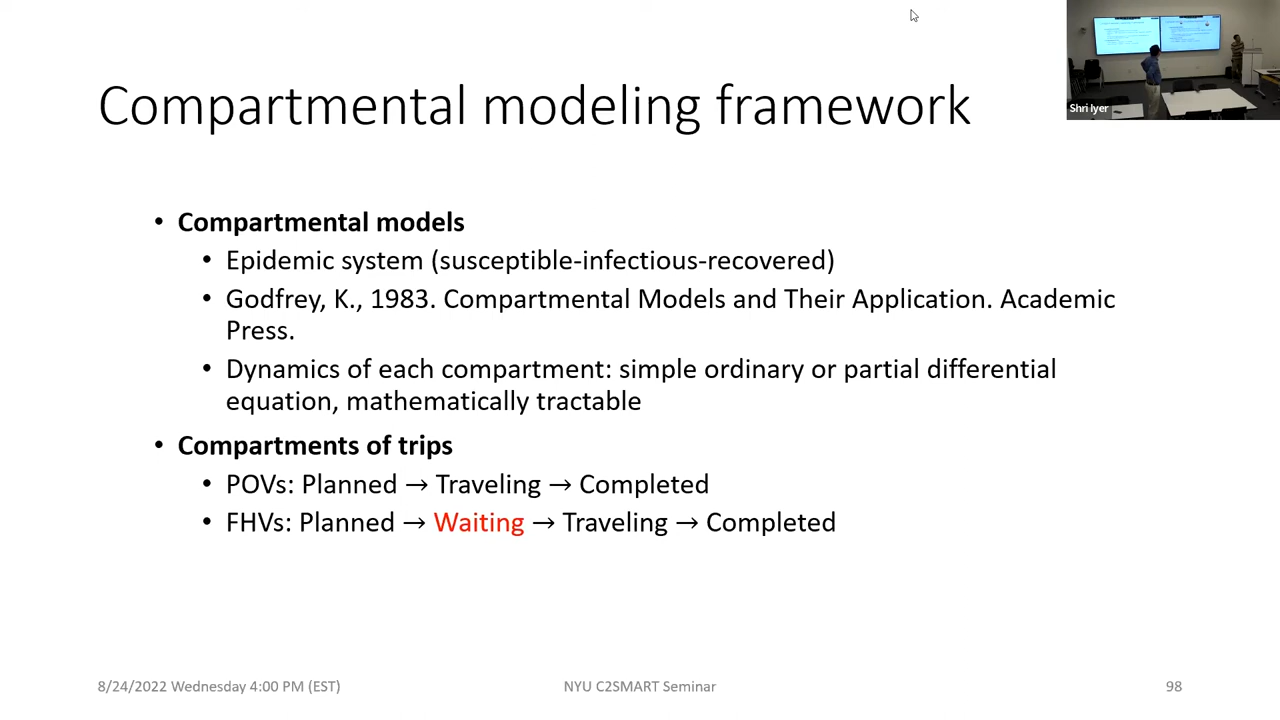 Shri Iyer
Compartmental modeling framework
• Compartmental models
• Epidemic system (susceptible-infectious-recovered)
• Godfrey, K., 1983. Compartmental Models and Their Application. Academic
Press.
• Dynamics of each compartment: simple ordinary or partial differential
equation, mathematically tractable
• Compartments of trips
• POVs: Planned → Traveling → Completed
• FHVs: Planned → Waiting → Traveling → Completed
8/24/2022 Wednesday 4:00 PM (EST)
NYU C2SMART Seminar
98